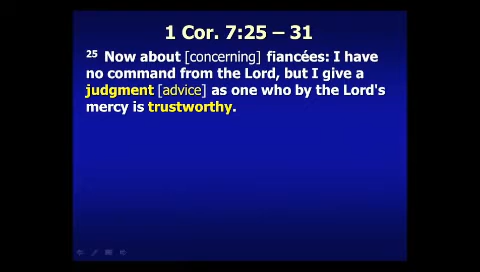 1 Cor. 7:25 – 31
25 Now about [concerning] fiancées: I have
no command from the Lord, but I give a
judgment [advice] as one who by the Lord's
mercy is trustworthy.